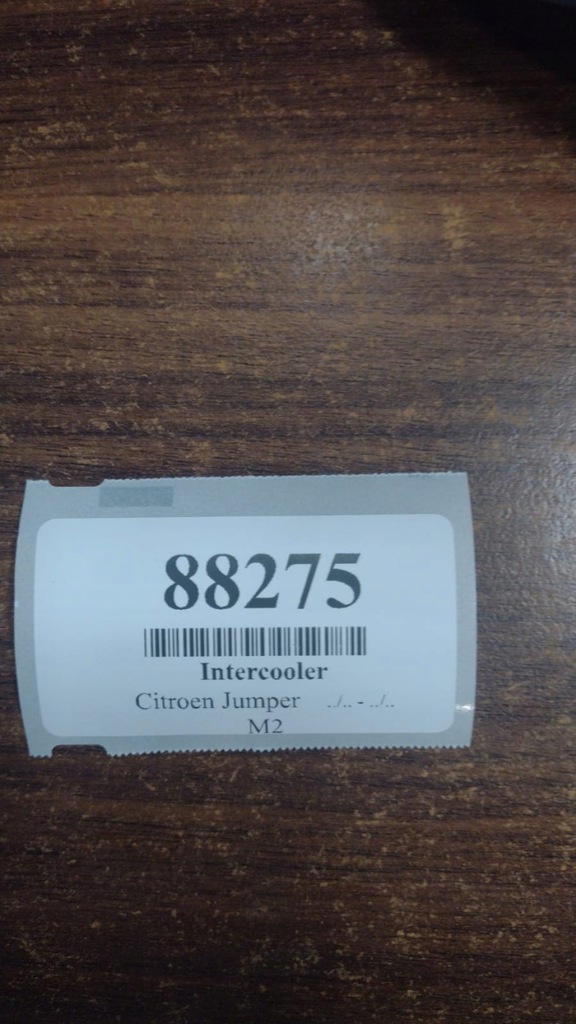 88275
Intercooler
Citroen Jumper ../.. - ../..
M2